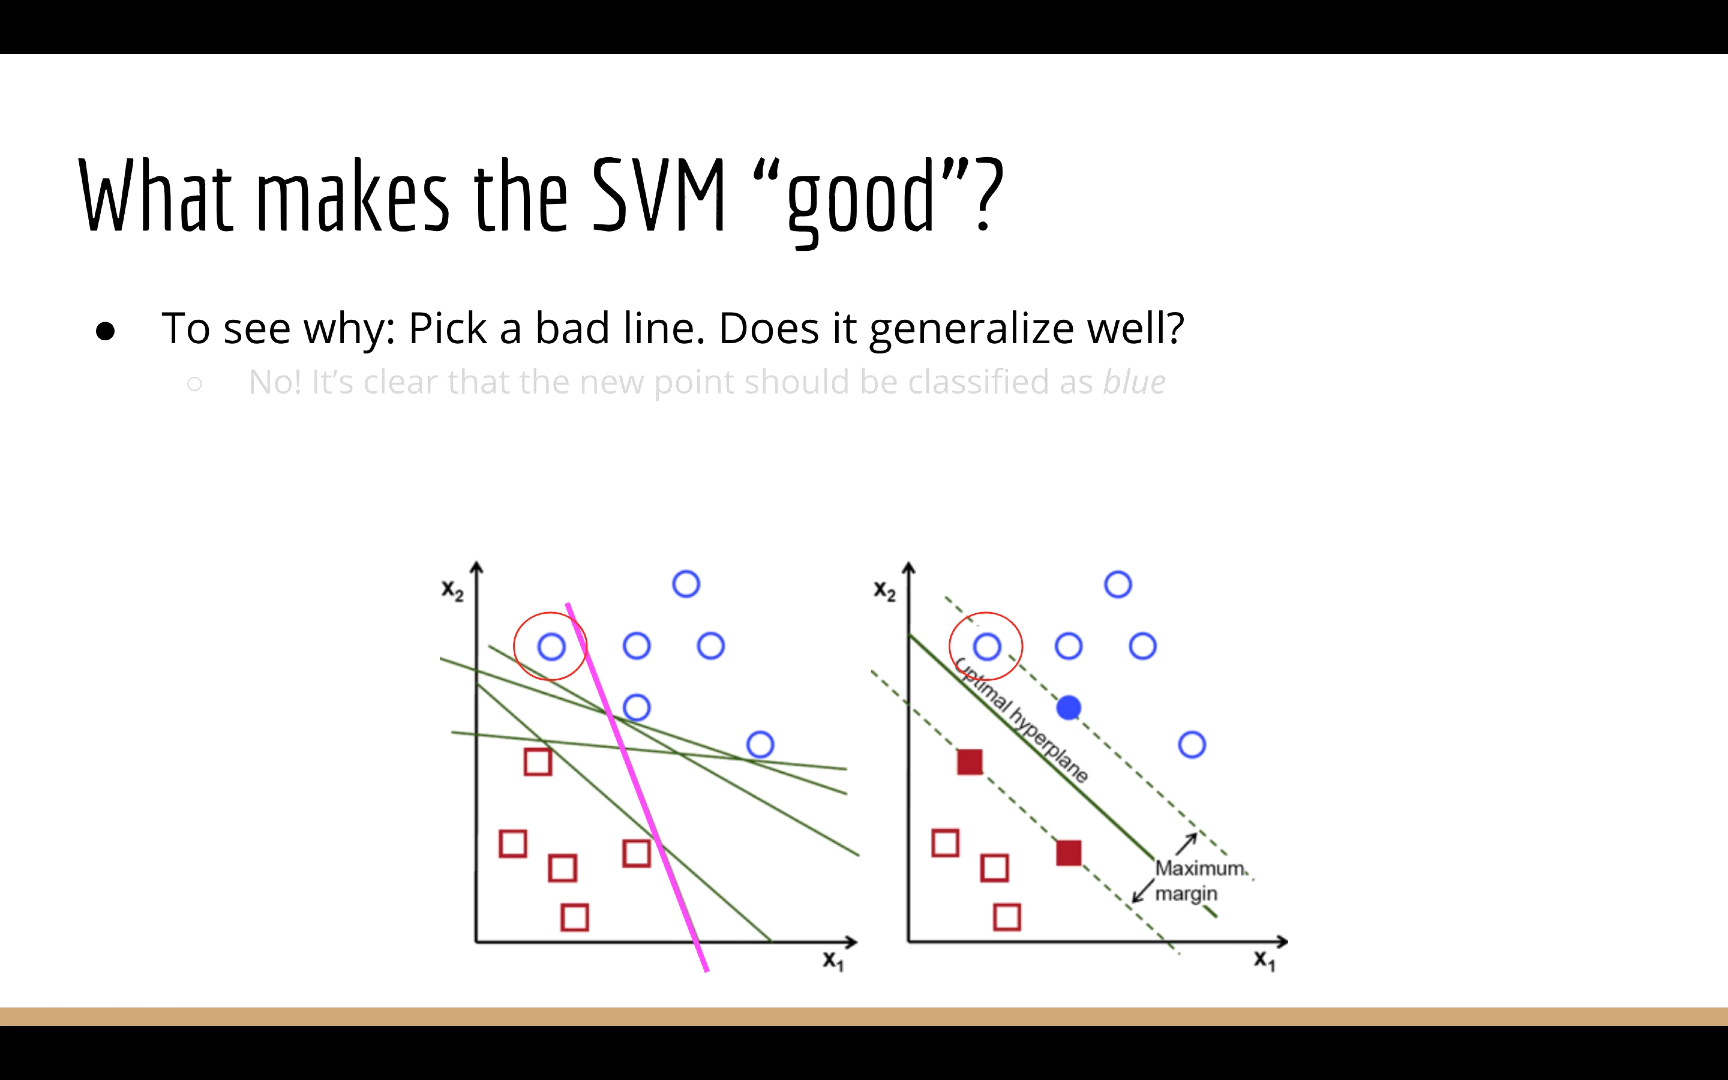 What makes the SVM “good”?
● To see why: Pick a bad line. Does it generalize well?
○ No! It’s clear that the new point should be classified as blue
x₂
x₁
x₂
Optimal hyperplane
Maximum
margin
x₁